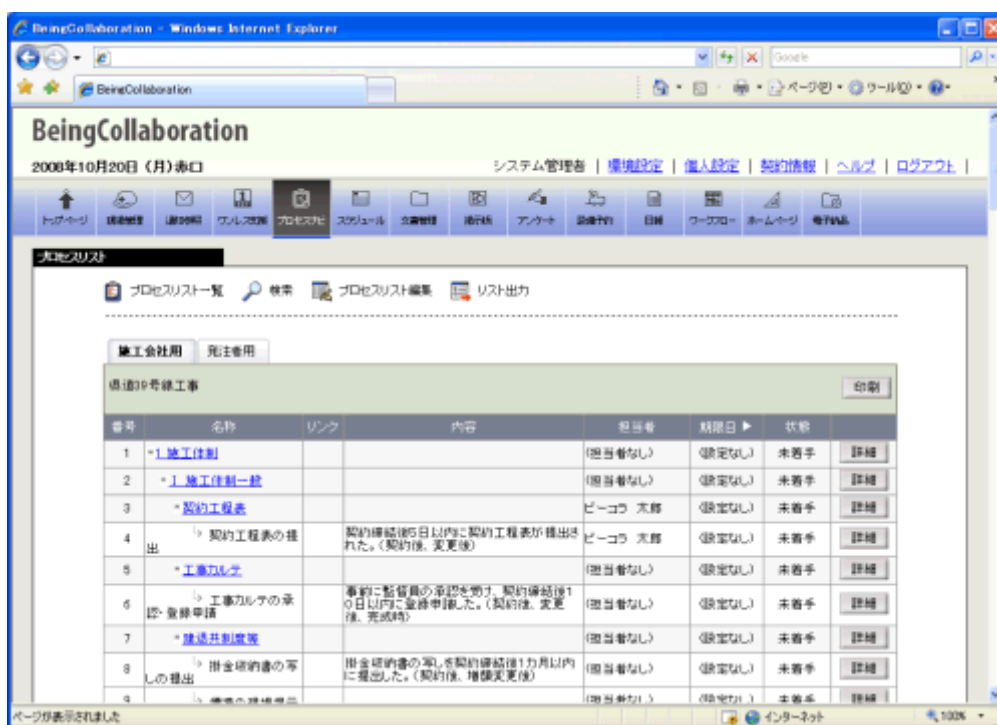 BeingCollaboration - Windows Internet Explorer
Google
BeingCollaboration
ページ(P)
ツール(O)
BeingCollaboration
2008年10月20日（月）赤口
システム管理者 | 環境設定 | 個人設定 | 契約情報 | ヘルプ | ログアウト |
トップページ
プロセスナビ
スケジュール
文書管理
掲示板
アンケート
設備予約
日報
ワークフロー
ホームページ
電子納品
プロセスリスト
プロセスリスト一覧 検索 プロセスリスト編集 リスト出力
施工会社用 発注者用
県道39号線工事 印刷
番号 名称 リンク 内容 担当者 期限日 ▶ 状態
1 1.施工体制 (担当者なし) (設定なし) 未着手 詳細
2 1.施工体制一般 (担当者なし) (設定なし) 未着手 詳細
3 契約工程表 ビーコラ 太郎 (設定なし) 未着手 詳細
4 契約工程表の提出 契約締結後5日以内に契約工程表が提出された。(契約後、変更後) ビーコラ 太郎 (設定なし) 未着手 詳細
5 工事カルテ (担当者なし) (設定なし) 未着手 詳細
6 工事カルテの承認・登録申請 事前に監督員の承認を受け、契約締結後10日以内に登録申請した。(契約後、変更後、完成時) (担当者なし) (設定なし) 未着手 詳細
7 建退共制度等 (担当者なし) (設定なし) 未着手 詳細
8 掛金収納書の写しの提出 掛金収納書の写しを契約締結後1カ月以内に提出した。(契約後、増額変更後) (担当者なし) (設定なし) 未着手 詳細
9 (担当者なし) (設定なし) 未着手 詳細
ページが表示されました
インターネット
100%